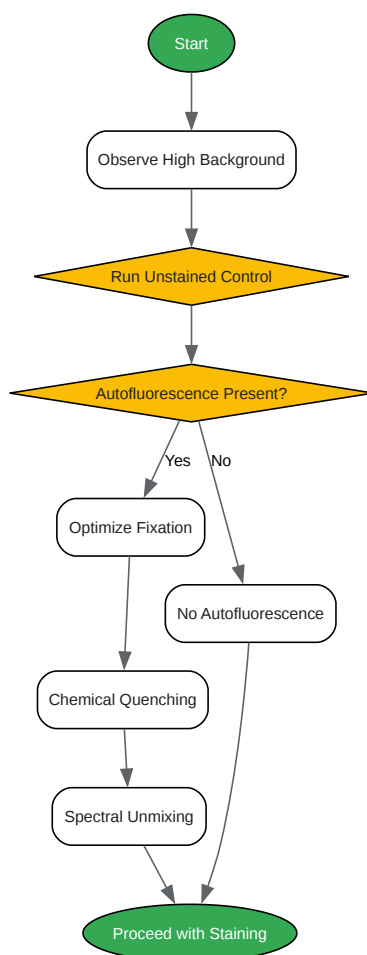 Start
Observe High Background
Run Unstained Control
Autofluorescence Present?
Yes
No
Optimize Fixation
No Autofluorescence
Chemical Quenching
Spectral Unmixing
Proceed with Staining